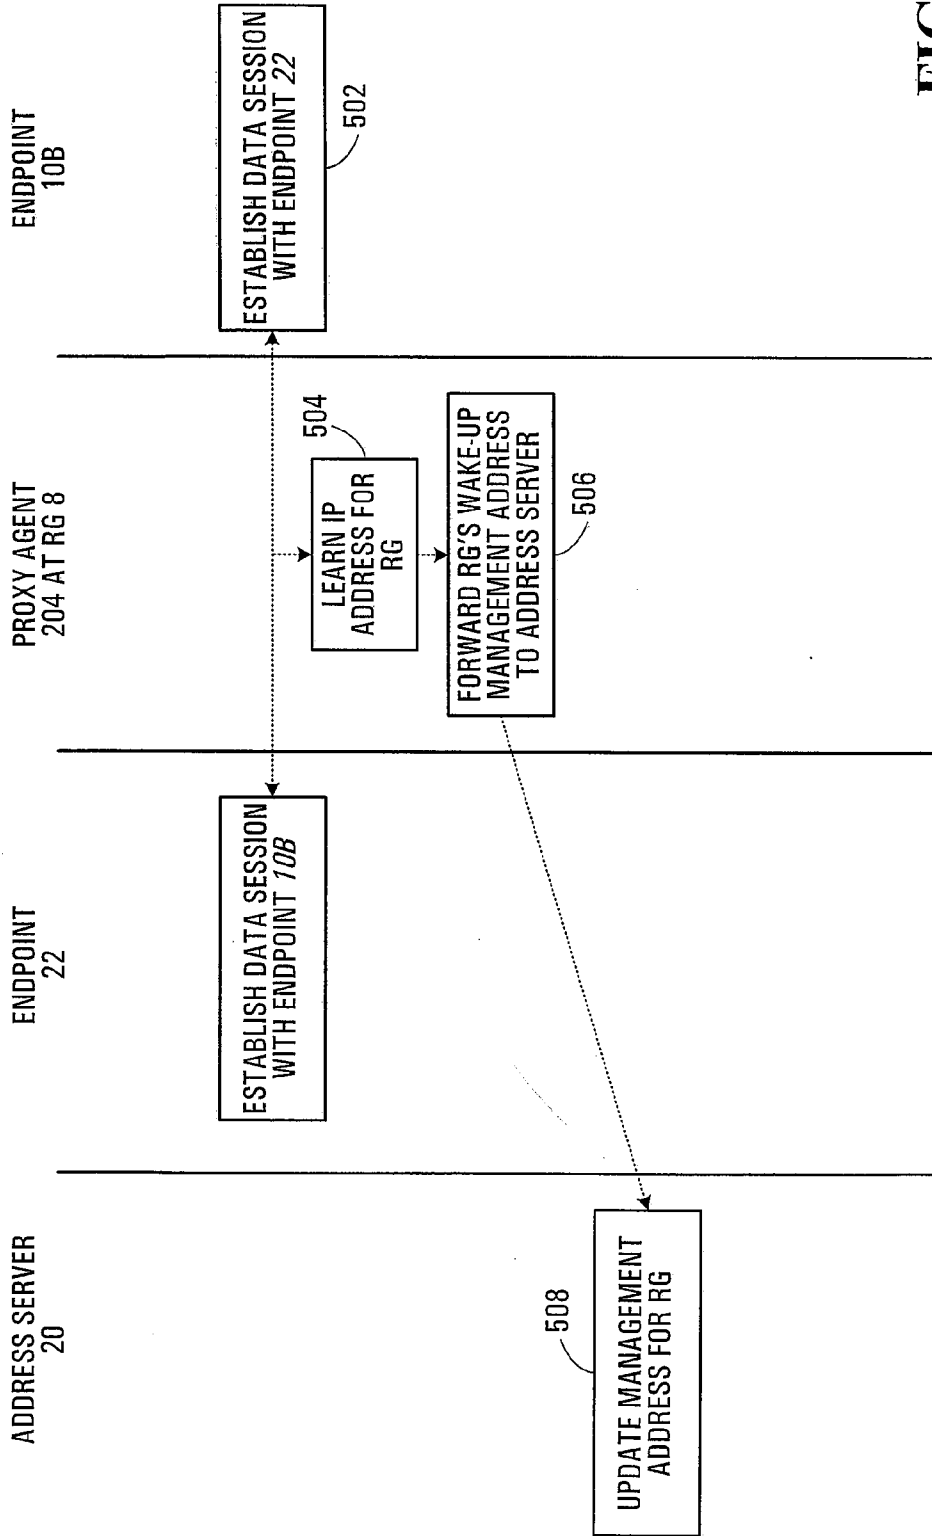 ADDRESS SERVER
20
ENDPOINT
22
PROXY AGENT
204 AT RG 8
ENDPOINT
10B
ESTABLISH DATA SESSION
WITH ENDPOINT 10B
ESTABLISH DATA SESSION
WITH ENDPOINT 22
502
504
LEARN IP
ADDRESS FOR
RG
FORWARD RG'S WAKE-UP
MANAGEMENT ADDRESS
TO ADDRESS SERVER
506
508
UPDATE MANAGEMENT
ADDRESS FOR RG